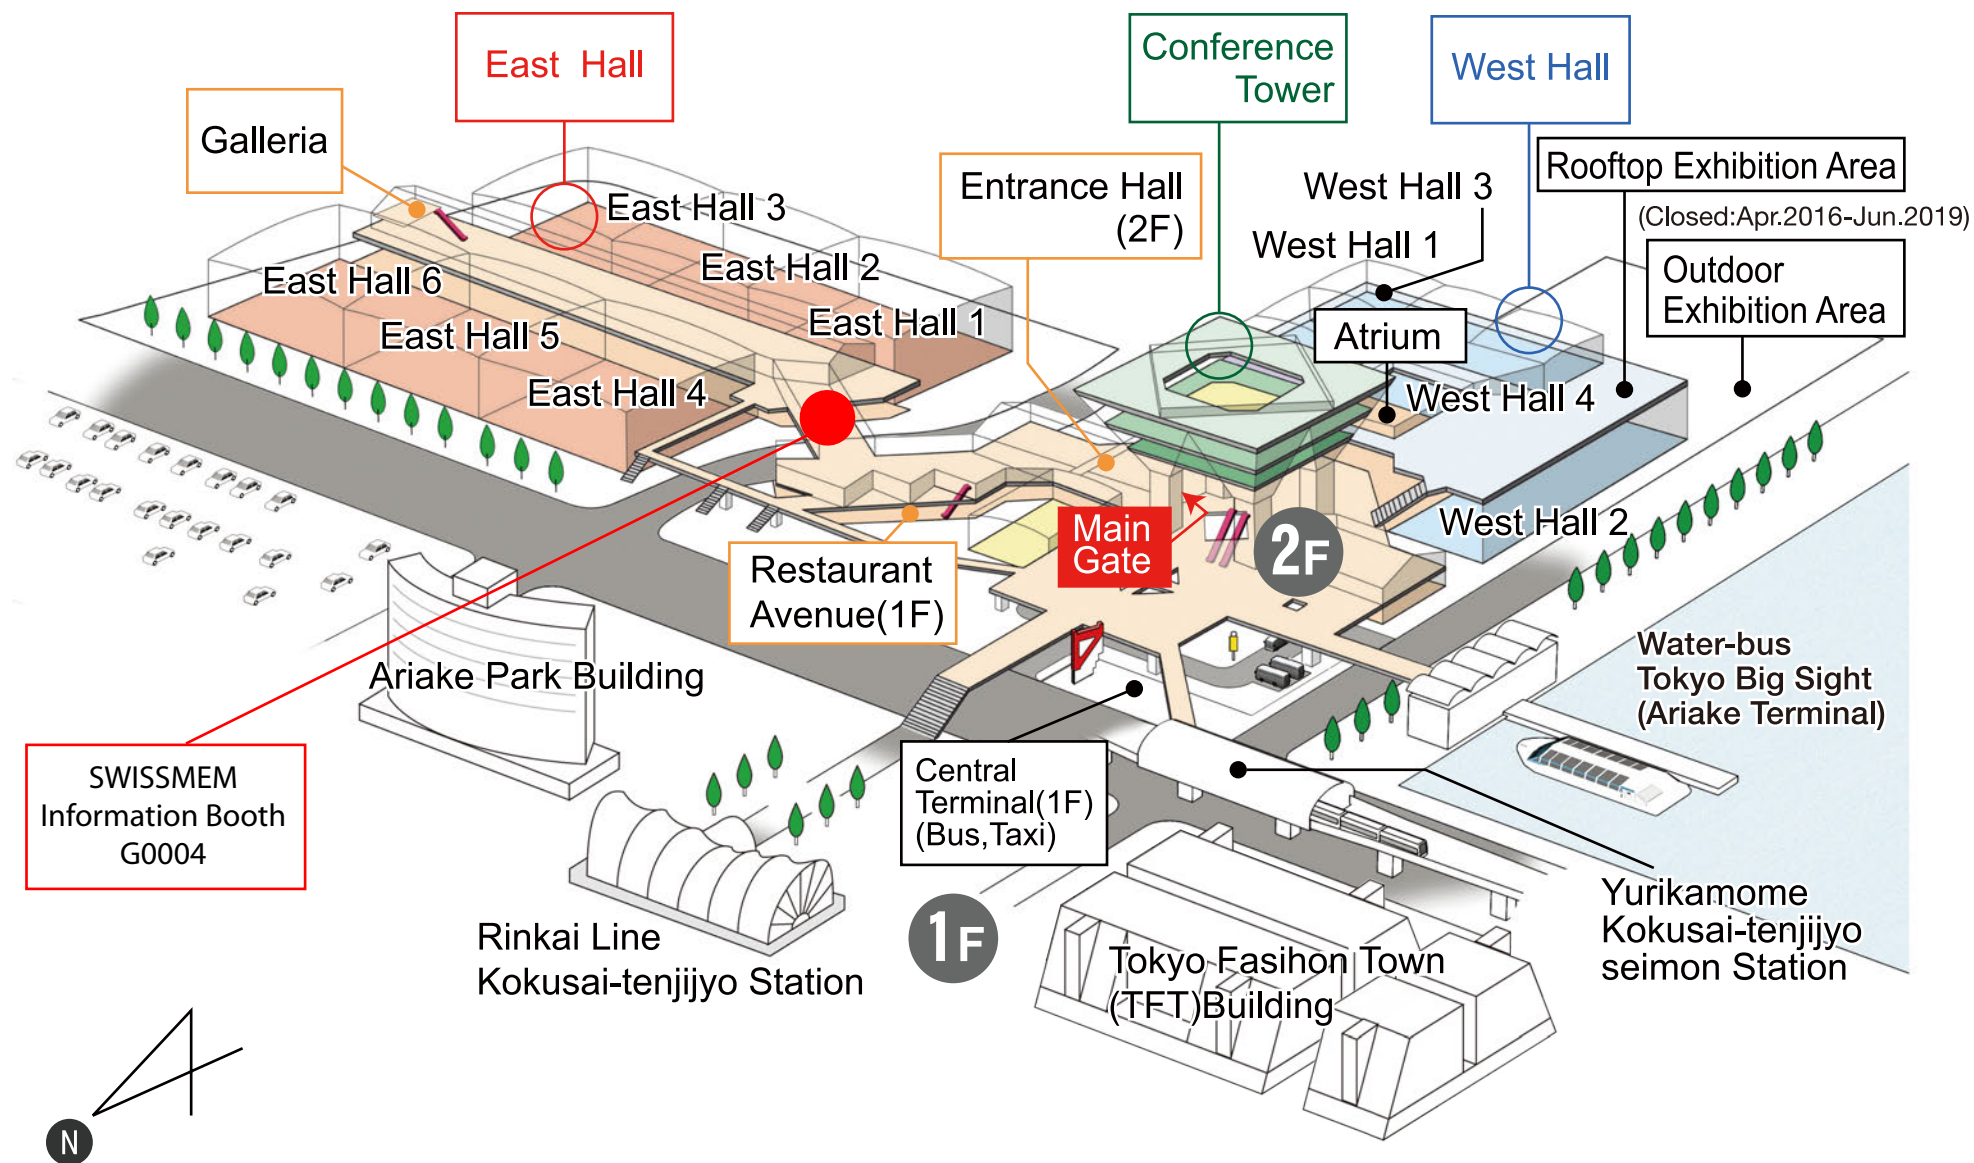 East Hall
Conference
Tower
West Hall
Galleria
Rooftop Exhibition Area
(Closed:Apr.2016-Jun.2019)
Entrance Hall
(2F)
West Hall 3
East Hall 3
West Hall 1
Outdoor
Exhibition Area
East Hall 2
East Hall 6
East Hall 1
East Hall 5
Atrium
East Hall 4
West Hall 4
West Hall 2
Main
Gate
2F
Restaurant
Avenue(1F)
Ariake Park Building
Water-bus
Tokyo Big Sight
(Ariake Terminal)
SWISSMEM
Information Booth
G0004
Central
Terminal(1F)
(Bus,Taxi)
Yurikamome
Kokusai-tenjijyo
seimon Station
1F
Rinkai Line
Kokusai-tenjijyo Station
Tokyo Fasihon Town
(TFT)Building
N